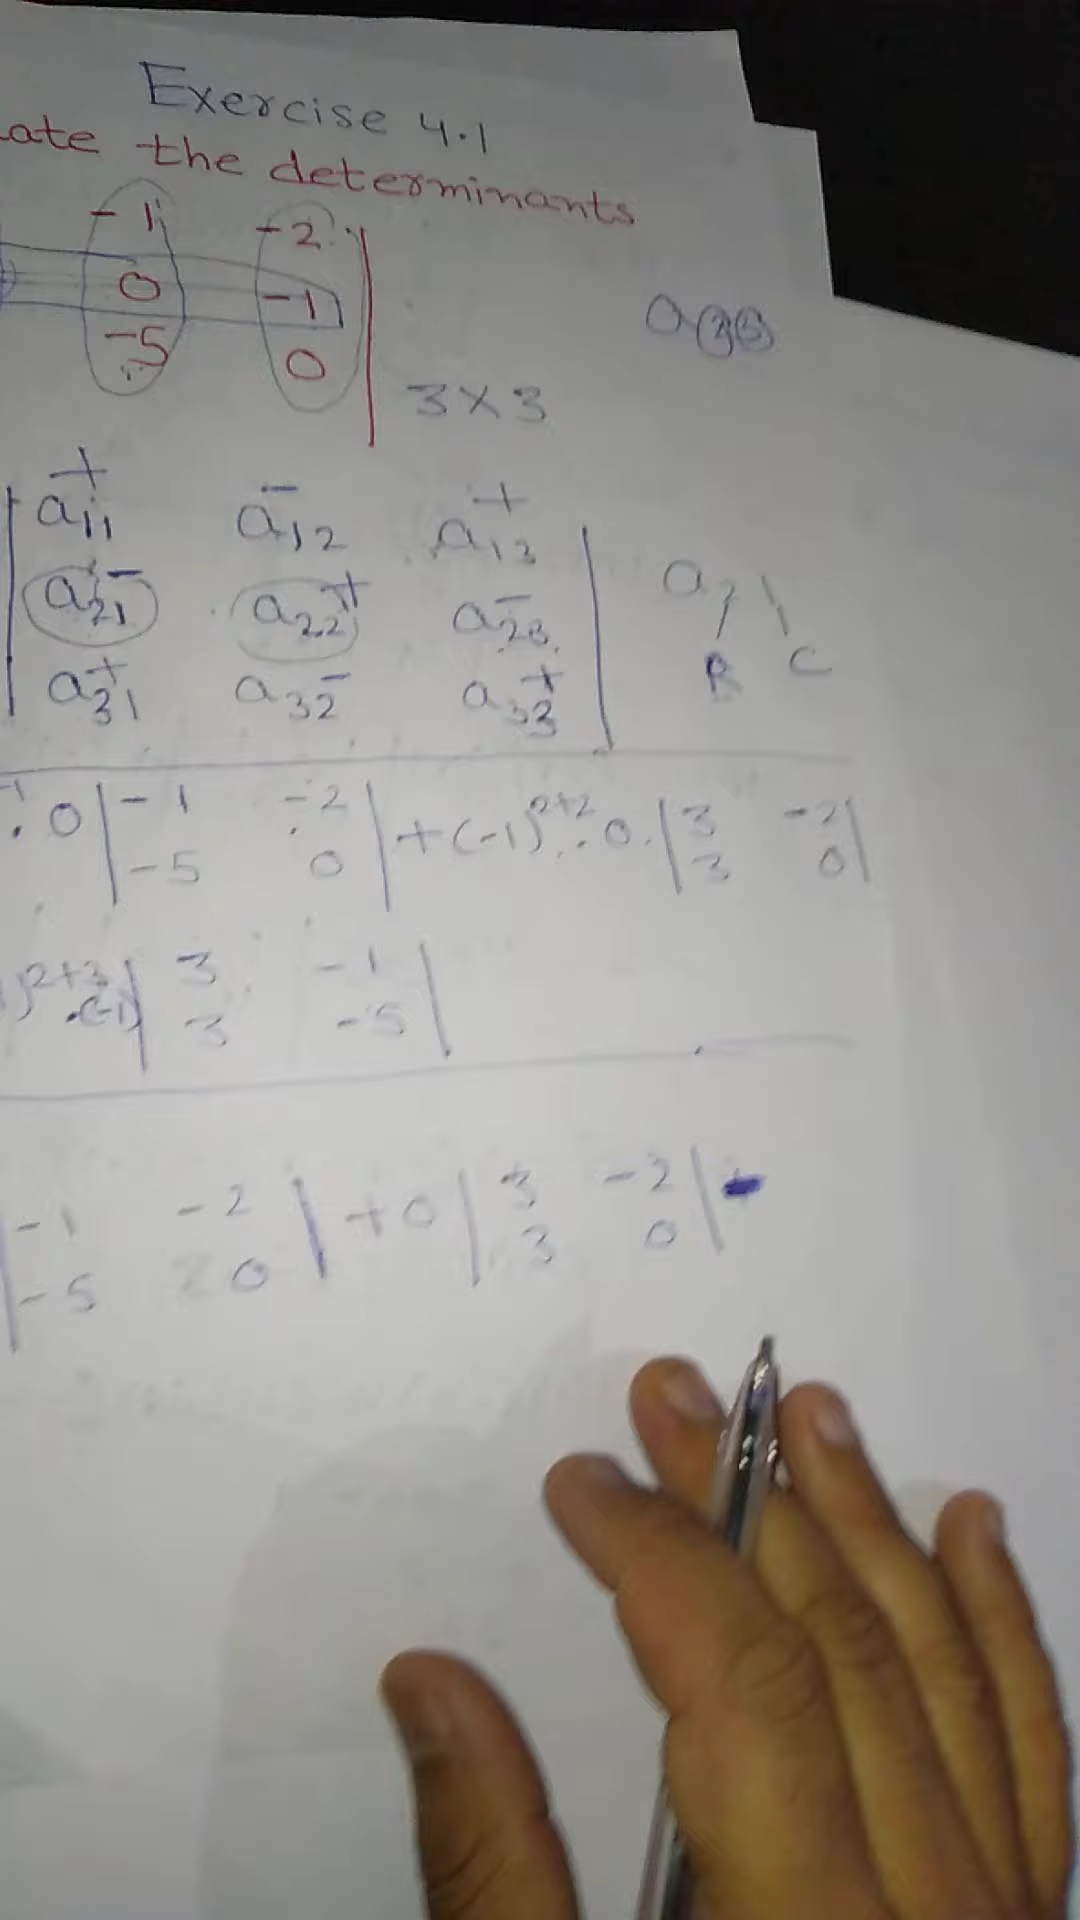 Exercise 4.1
ate the determinants
-1 -2
0 -1
-5 0
3×3
a11 + a12 - a13 +
a21 - a22 + a23 -
a31 + a32 - a33 +
a21
R C
. 0 | -1 -2 | + (-1)^2+2 . 0 . | 3 -2 |
-5 0 3 0
)^2+3 .(-1) | 3 -1 |
3 -5
| -1 -2 | + 0 | 3 -2 | -
-5 0 3 0